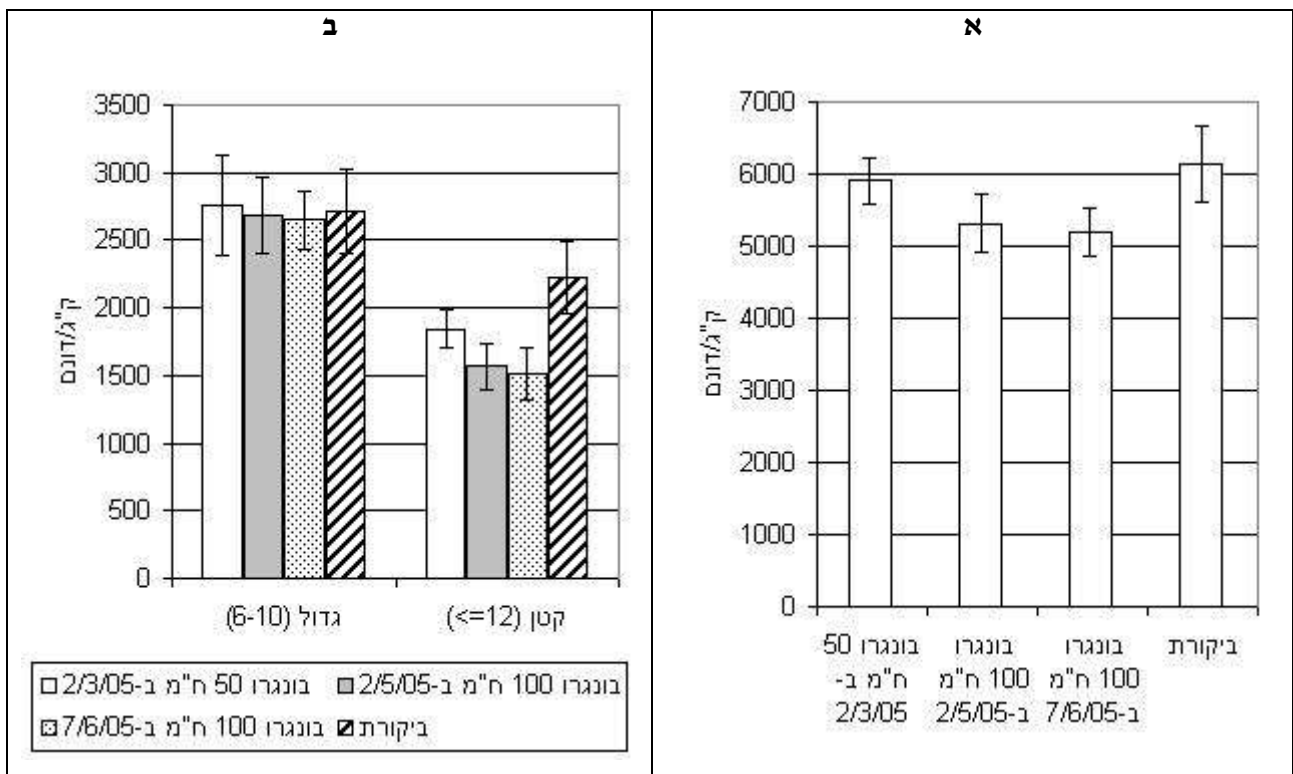 א
7000
6000
5000
4000
3000
2000
1000
0
ק"ג/דונם
בונגרו 50
ח"מ ב-
2/3/05
בונגרו
100 ח"מ
ב-2/5/05
בונגרו
100 ח"מ
ב-7/6/05
ביקורת
ב
3500
3000
2500
2000
1500
1000
500
0
ק"ג/דונם
גדול (6-10)
קטן (12=<)
בונגרו 50 ח"מ ב-2/3/05
בונגרו 100 ח"מ ב-2/5/05
בונגרו 100 ח"מ ב-7/6/05
ביקורת